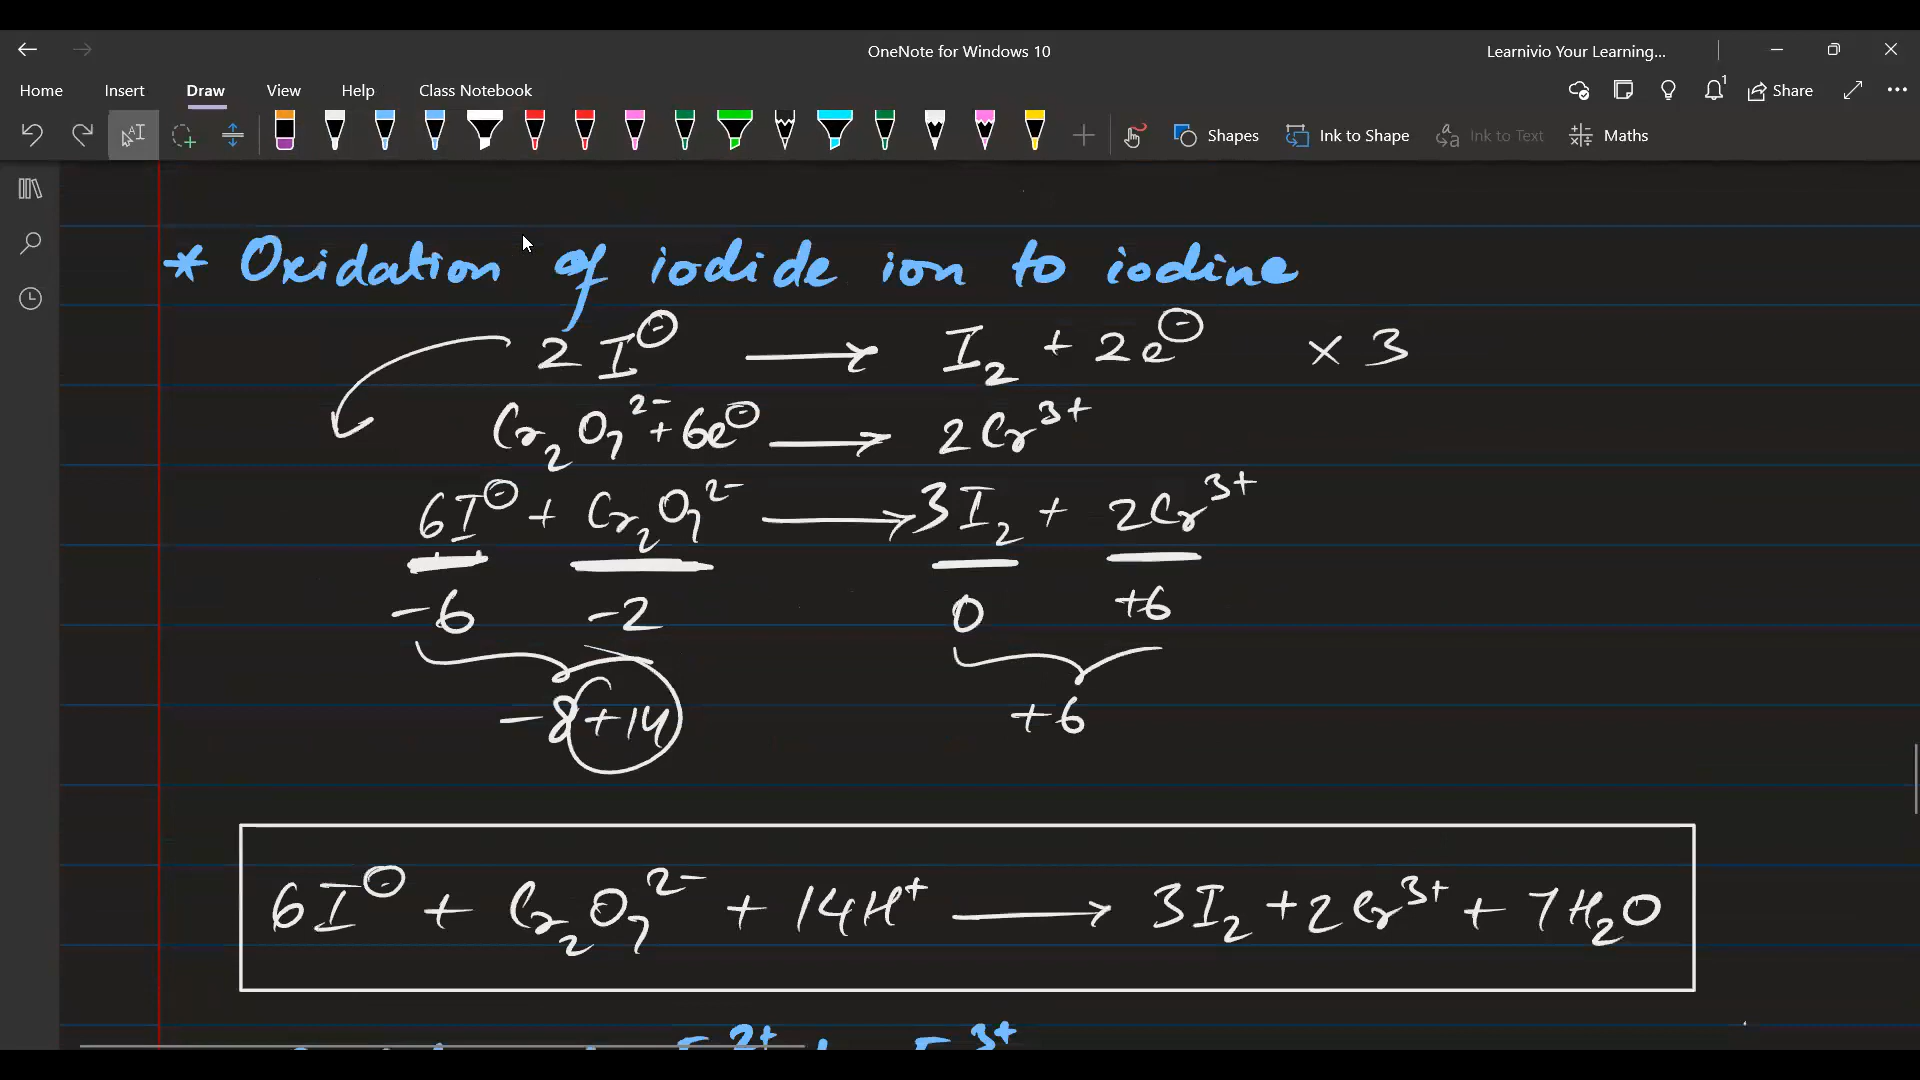 OneNote for Windows 10
Learnivio Your Learning...
Home Insert Draw View Help Class Notebook
1
Share
Shapes Ink to Shape Ink to Text Maths
* Oxidation of iodide ion to iodine
2I⊖ ⟶ I₂ + 2e⊖ × 3
Cr₂O₇²⁻ + 6e⊖ ⟶ 2Cr³⁺
6I⊖ + Cr₂O₇²⁻ ⟶ 3I₂ + 2Cr³⁺
-6 -2 0 +6
-8+14 +6
6I⊖ + Cr₂O₇²⁻ + 14H⁺ ⟶ 3I₂ + 2Cr³⁺ + 7H₂O